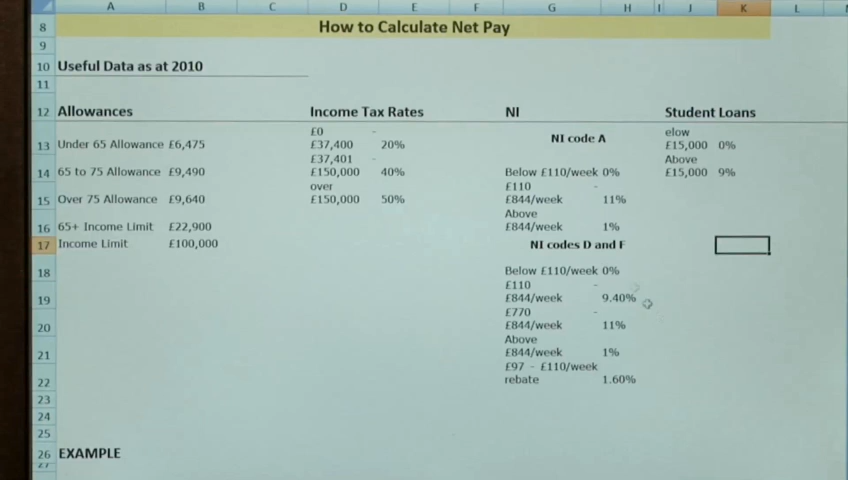 A B C D E F G H I J K L
8 How to Calculate Net Pay
9
10 Useful Data as at 2010
11
12 Allowances Income Tax Rates NI Student Loans
£0 - elow
13 Under 65 Allowance £6,475 £37,400 20% NI code A £15,000 0%
£37,401 - Above
14 65 to 75 Allowance £9,490 £150,000 40% Below £110/week 0% £15,000 9%
over £110 -
15 Over 75 Allowance £9,640 £150,000 50% £844/week 11%
Above
16 65+ Income Limit £22,900 £844/week 1%
17 Income Limit £100,000 NI codes D and F
18 Below £110/week 0%
£110 -
19 £844/week 9.40%
£770 -
20 £844/week 11%
Above
21 £844/week 1%
£97 - £110/week
22 rebate 1.60%
23
24
25
26 EXAMPLE
27